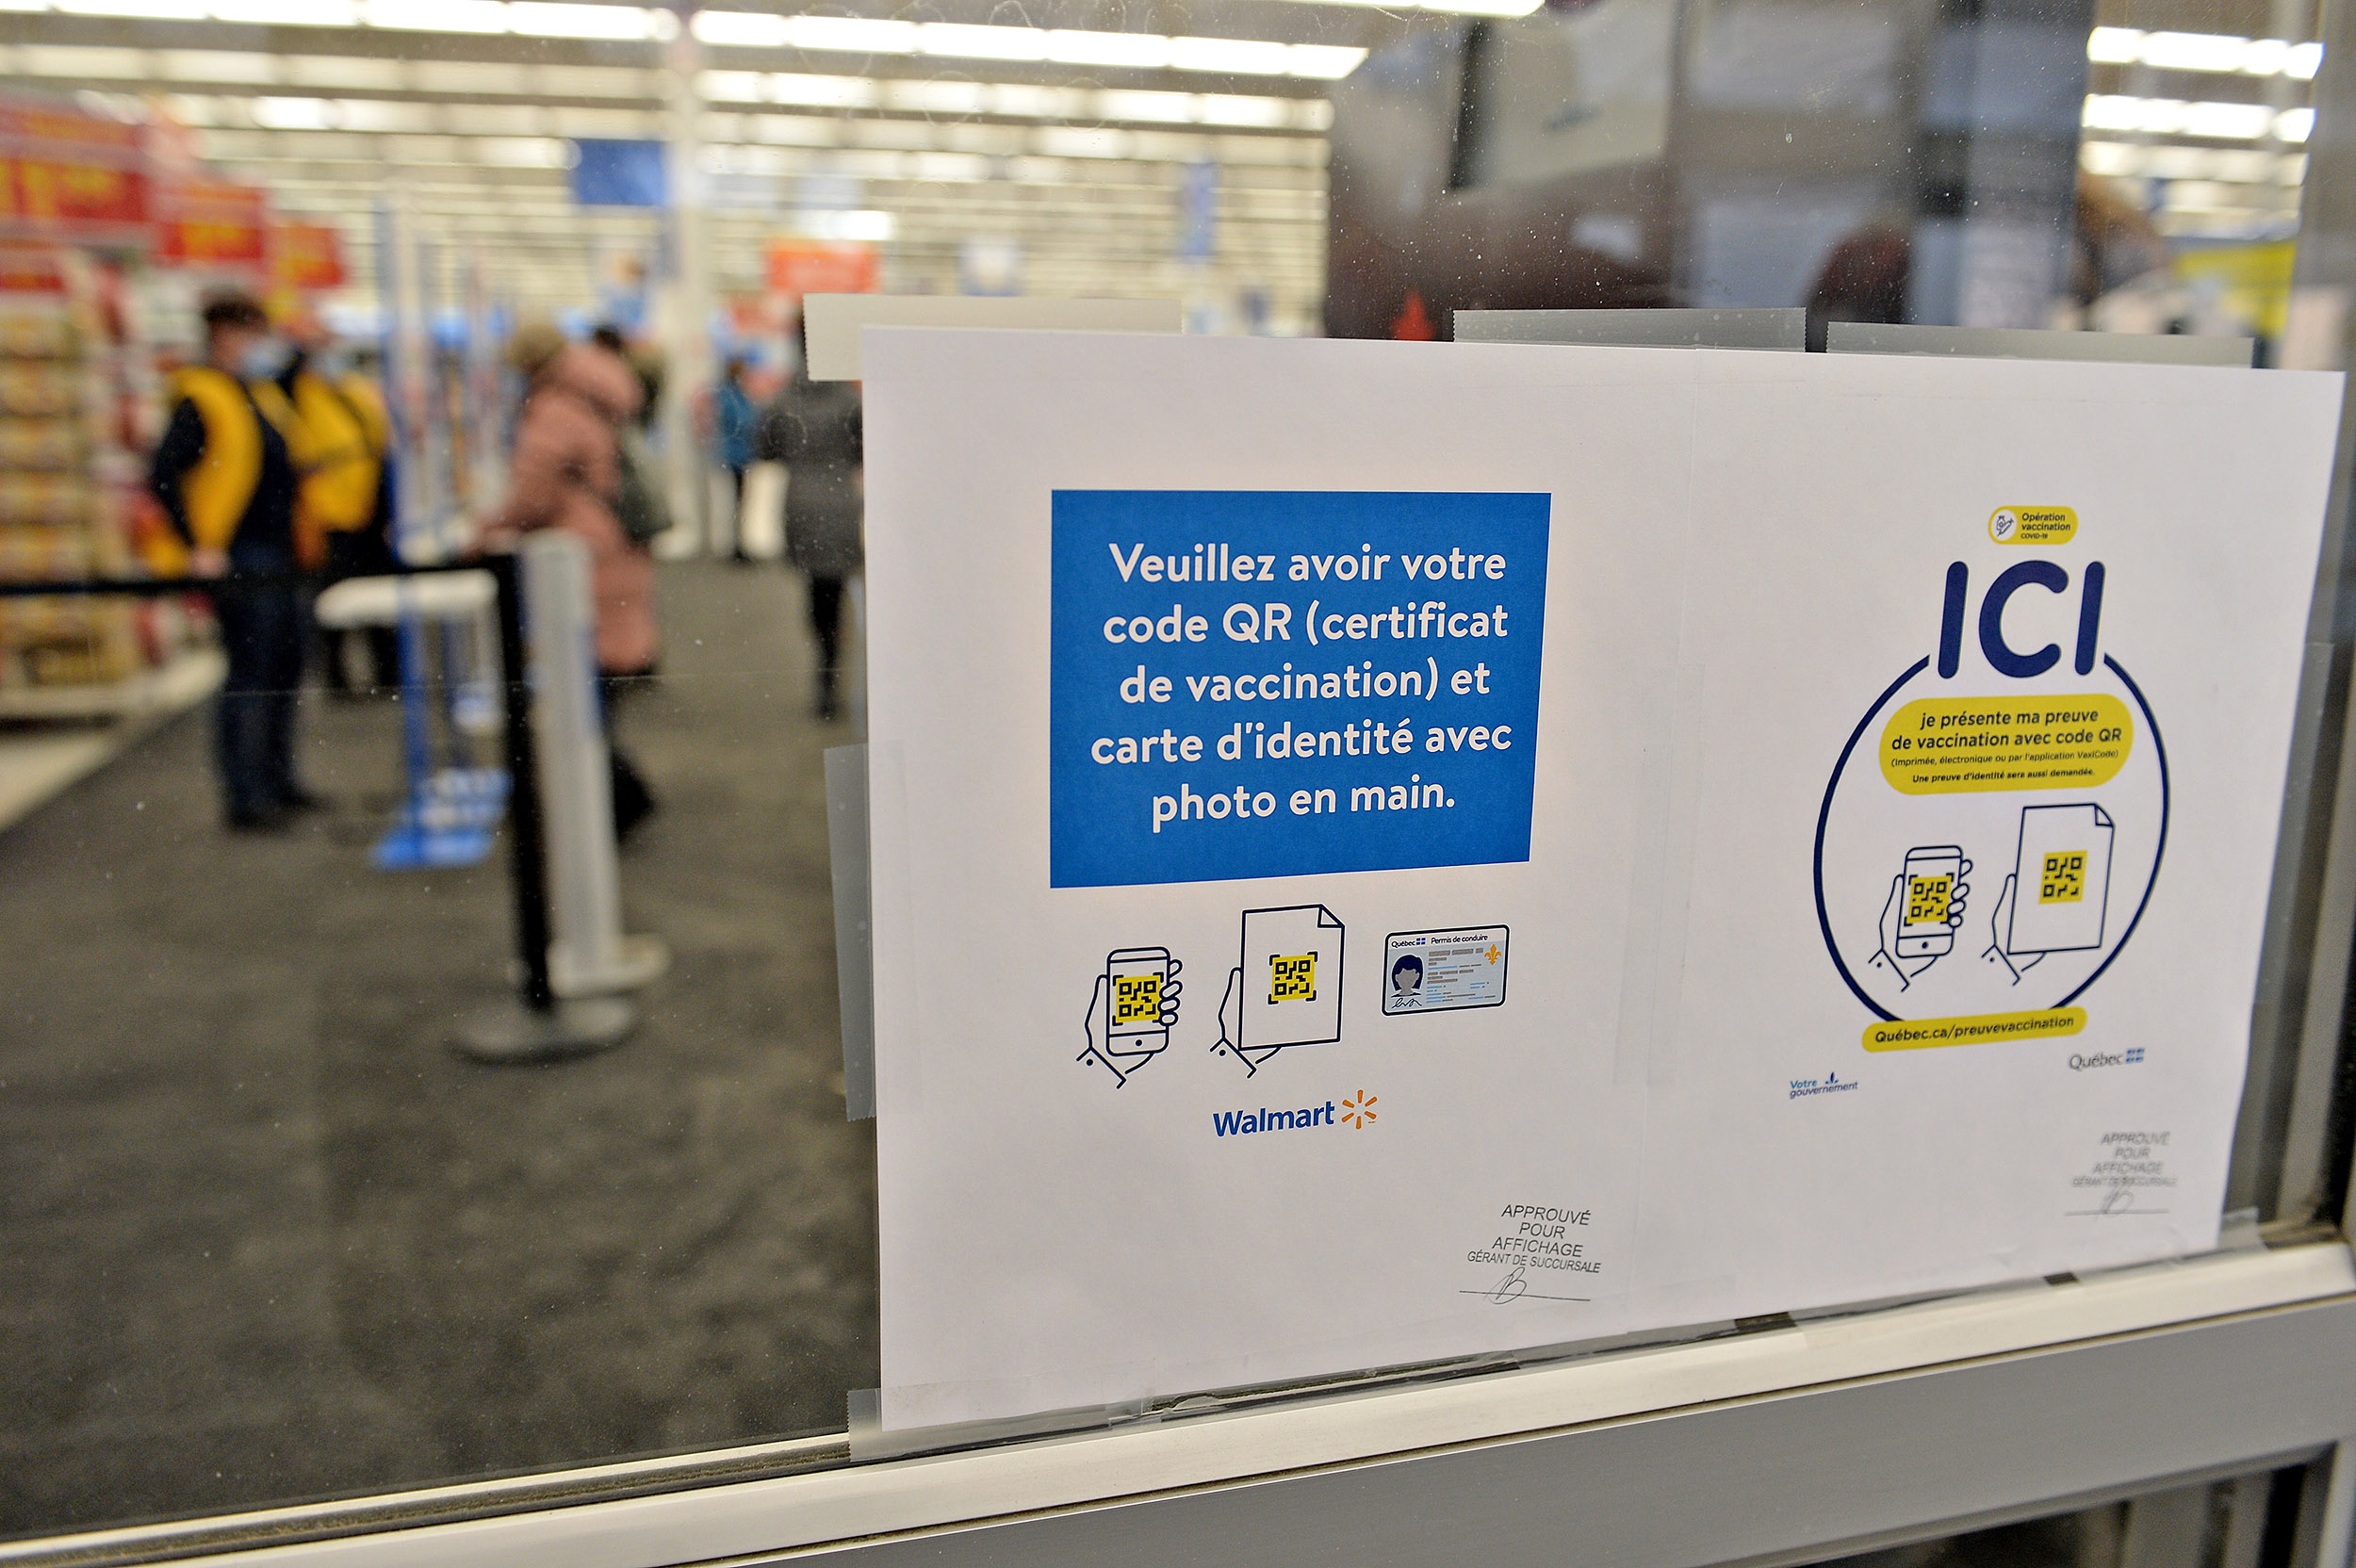 Veuillez avoir votre
code QR (certificat
de vaccination) et
carte d'identité avec
photo en main.
Québec Permis de conduire
Walmart
APPROUVÉ
POUR
AFFICHAGE
GÉRANT DE SUCCURSALE
Opération
vaccination
COVID-19
ICI
je présente ma preuve
de vaccination avec code QR
(imprimée, électronique ou par l'application VaxiCode)
Une preuve d'identité sera aussi demandée.
Québec.ca/preuvevaccination
Votre
gouvernement
Québec
APPROUVÉ
POUR
AFFICHAGE
GÉRANT DE SUCCURSALE